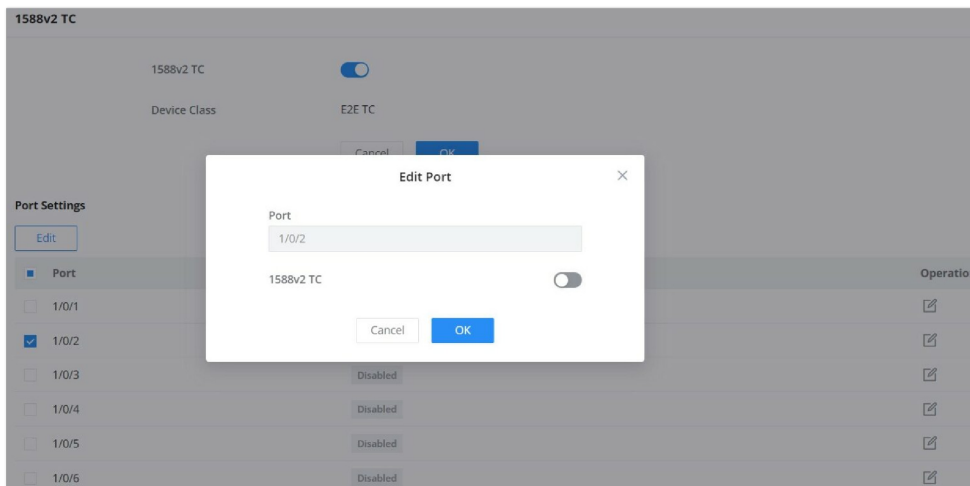 1588v2 TC
1588v2 TC
Device Class E2E TC
Cancel OK
Edit Port
Port Settings
Port
Edit
1/0/2
Port Operatio
1588v2 TC
1/0/1
Cancel OK
1/0/2
1/0/3 Disabled
1/0/4 Disabled
1/0/5 Disabled
1/0/6 Disabled